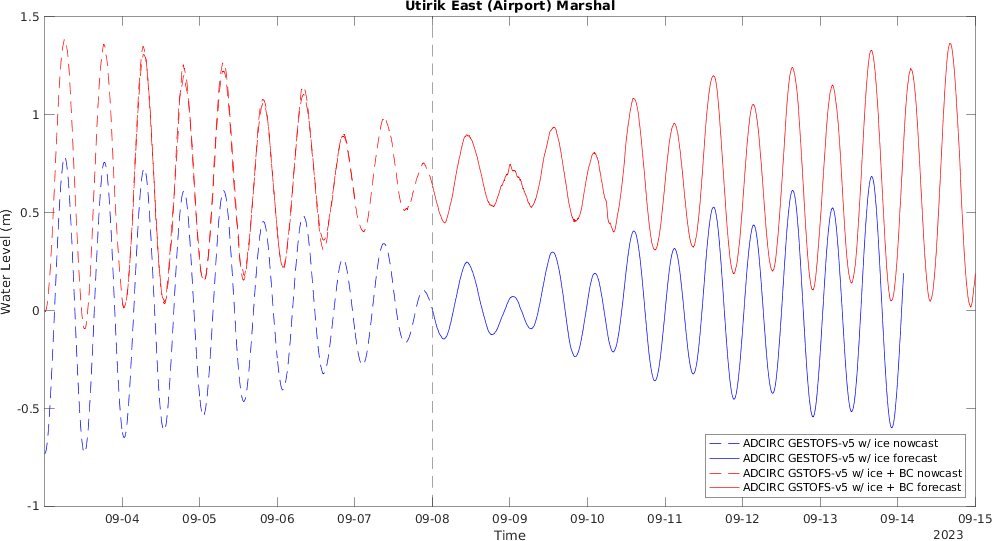 Utirik East (Airport) Marshal
1.5
1
0.5
0
-0.5
-1
Water Level (m)
ADCIRC GESTOFS-v5 w/ ice nowcast
ADCIRC GESTOFS-v5 w/ ice forecast
ADCIRC GSTOFS-v5 w/ ice + BC nowcast
ADCIRC GSTOFS-v5 w/ ice + BC forecast
09-04 09-05 09-06 09-07 09-08 09-09 09-10 09-11 09-12 09-13 09-14 09-15
Time
2023